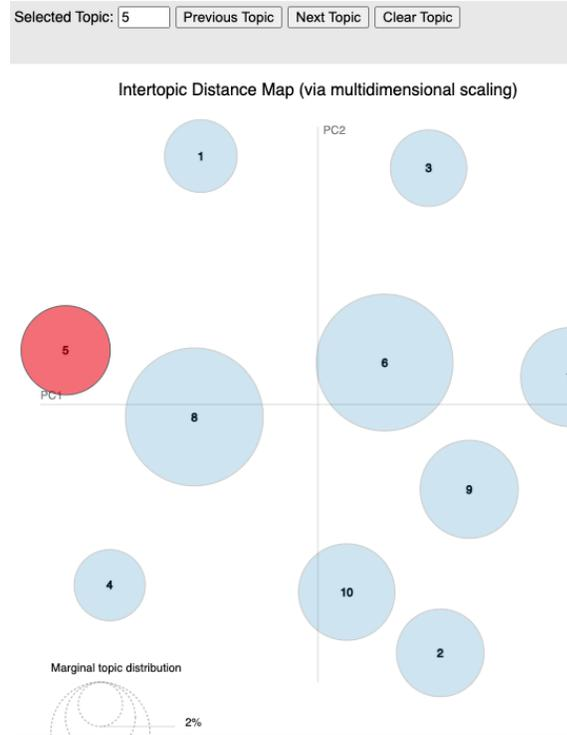 Selected Topic: 5 Previous Topic Next Topic Clear Topic
Intertopic Distance Map (via multidimensional scaling)
PC2
1
3
5
6
PC1
8
9
4
10
2
Marginal topic distribution
2%